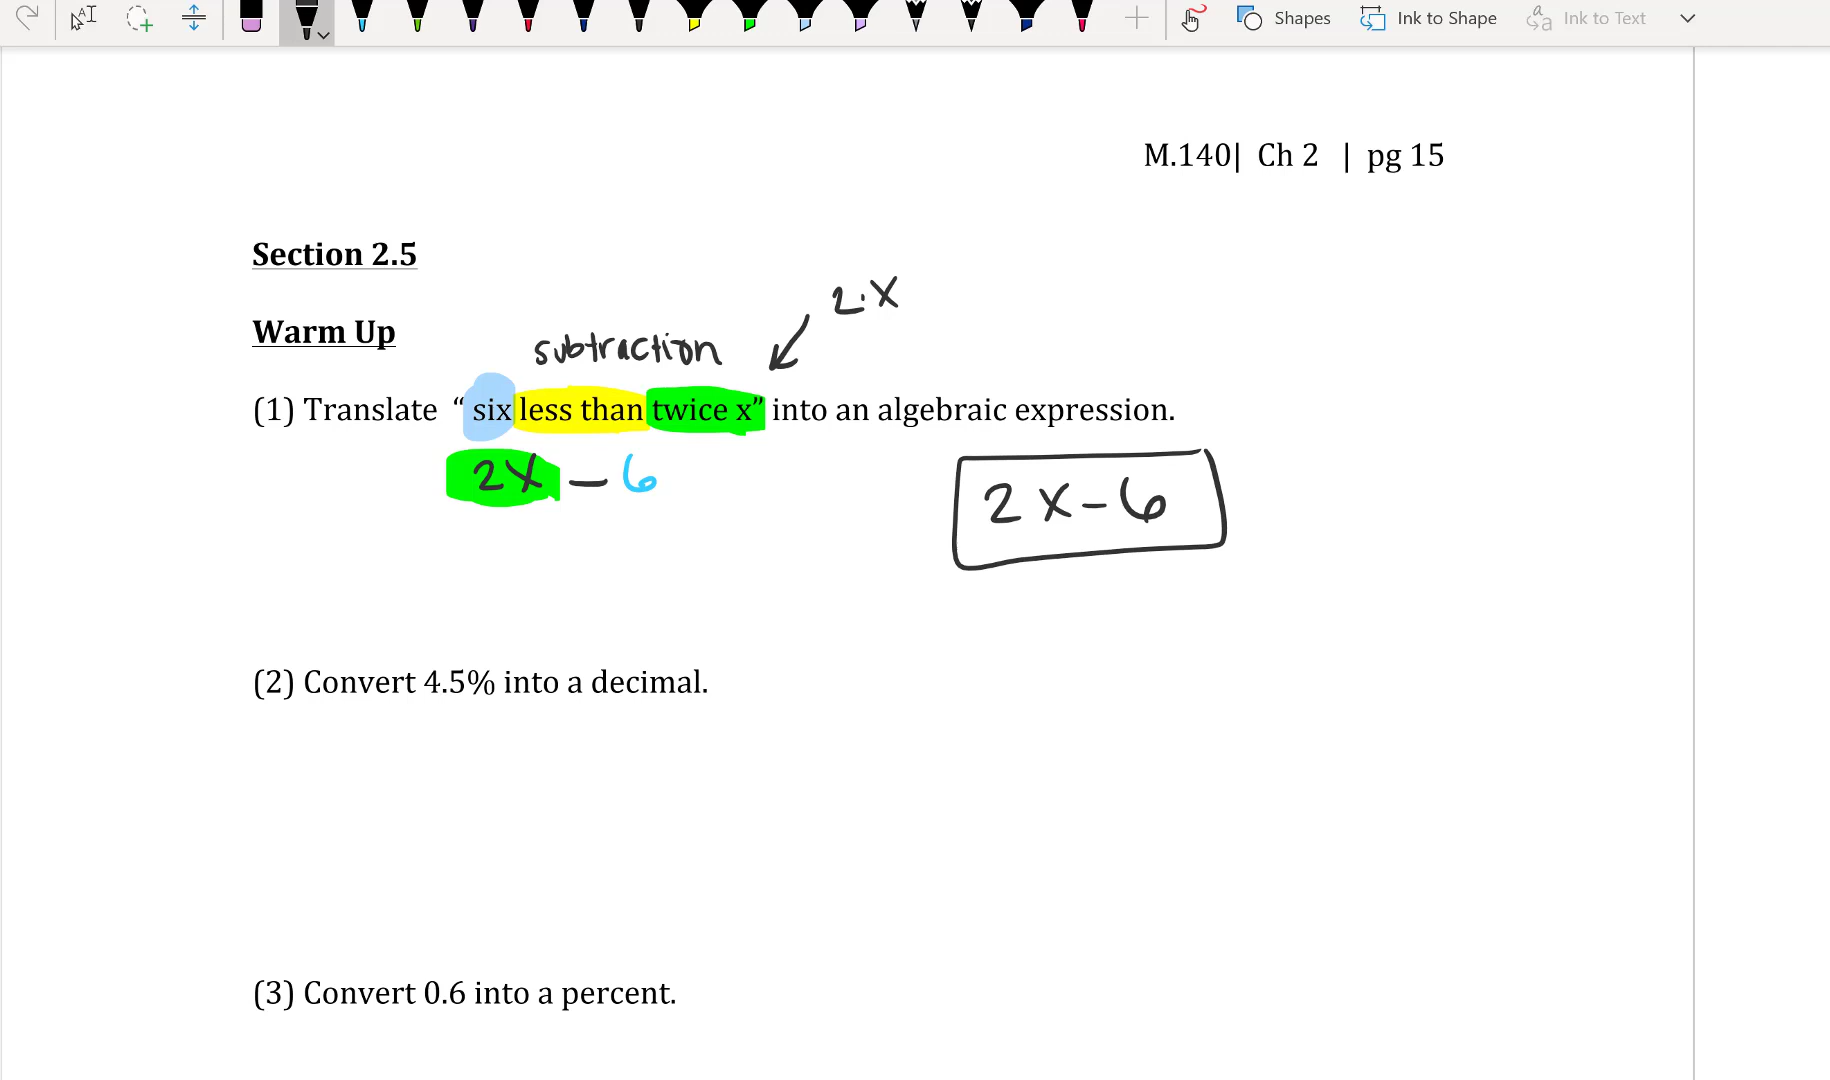 Shapes Ink to Shape Ink to Text
M.140| Ch 2 | pg 15
Section 2.5
2·X
Warm Up
subtraction
(1) Translate “ six less than twice x” into an algebraic expression.
2X – 6
2X – 6
(2) Convert 4.5% into a decimal.
(3) Convert 0.6 into a percent.